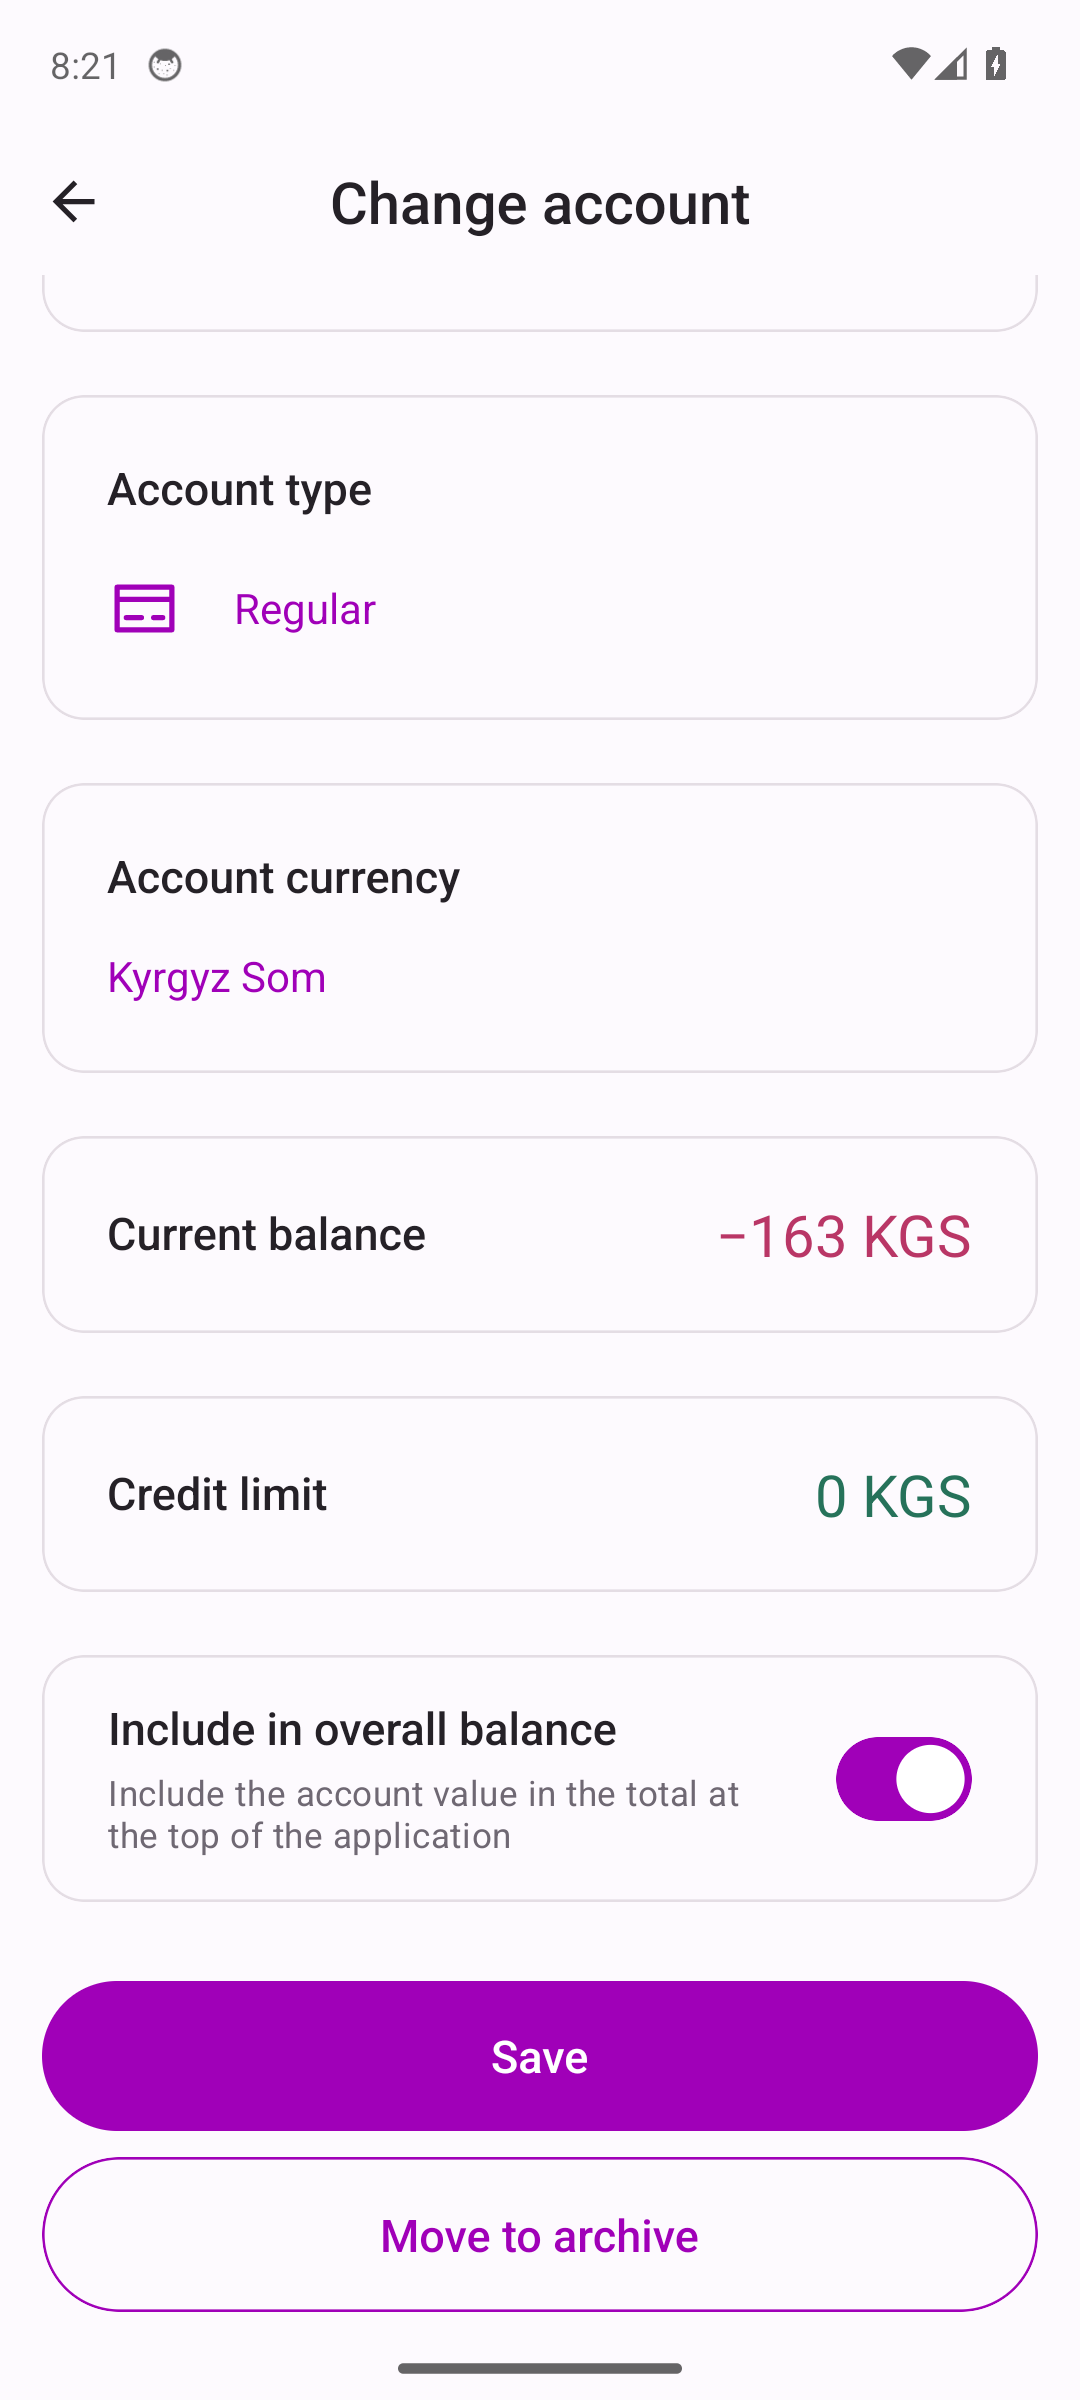 8:21
Change account
Account type
Regular
Account currency
Kyrgyz Som
Current balance
–163 KGS
Credit limit
0 KGS
Include in overall balance
Include the account value in the total at
the top of the application
Save
Move to archive